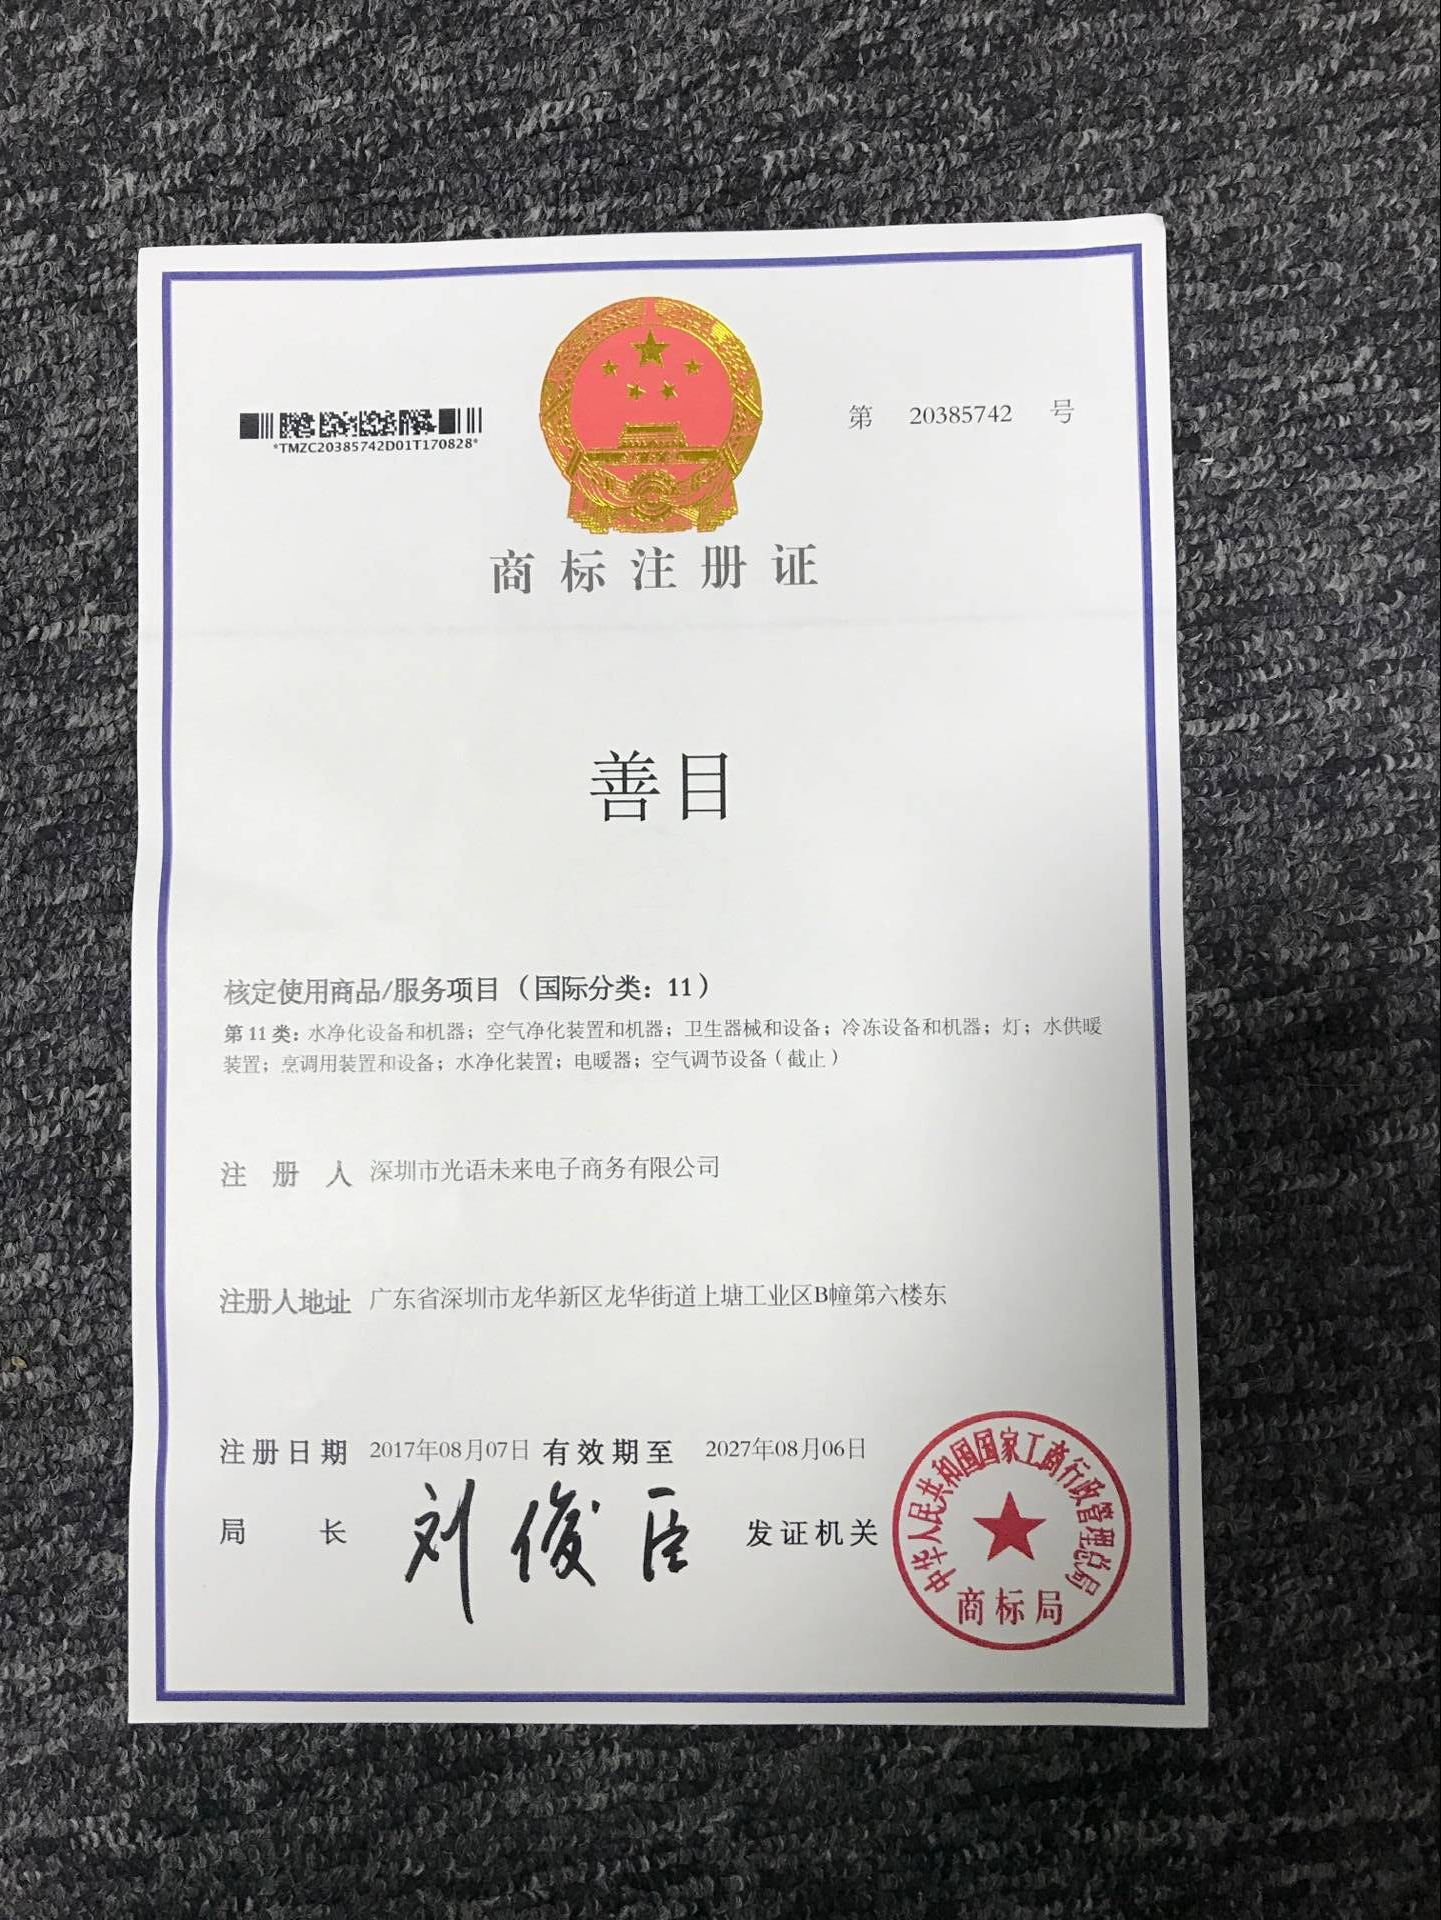 第 20385742 号
*TMZC20385742D01T170828*
商标注册证
善目
核定使用商品/服务项目（国际分类：11）
第 11 类：水净化设备和机器；空气净化装置和机器；卫生器械和设备；冷冻设备和机器；灯；水供暖
装置；烹调用装置和设备；水净化装置；电暖器；空气调节设备（截止）
注册人 深圳市光语未来电子商务有限公司
注册人地址 广东省深圳市龙华新区龙华街道上塘工业区B幢第六楼东
注册日期 2017年08月07日 有效期至 2027年08月06日
局长 刘俊臣 发证机关
中华人民共和国国家工商行政管理总局
商标局